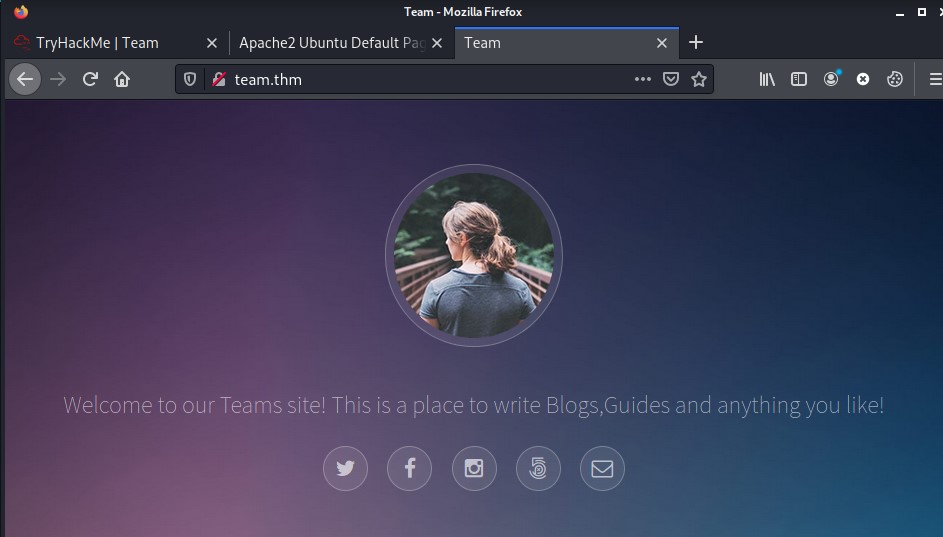 Team - Mozilla Firefox
TryHackMe | Team
Apache2 Ubuntu Default Pag
Team
team.thm
Welcome to our Teams site! This is a place to write Blogs,Guides and anything you like!